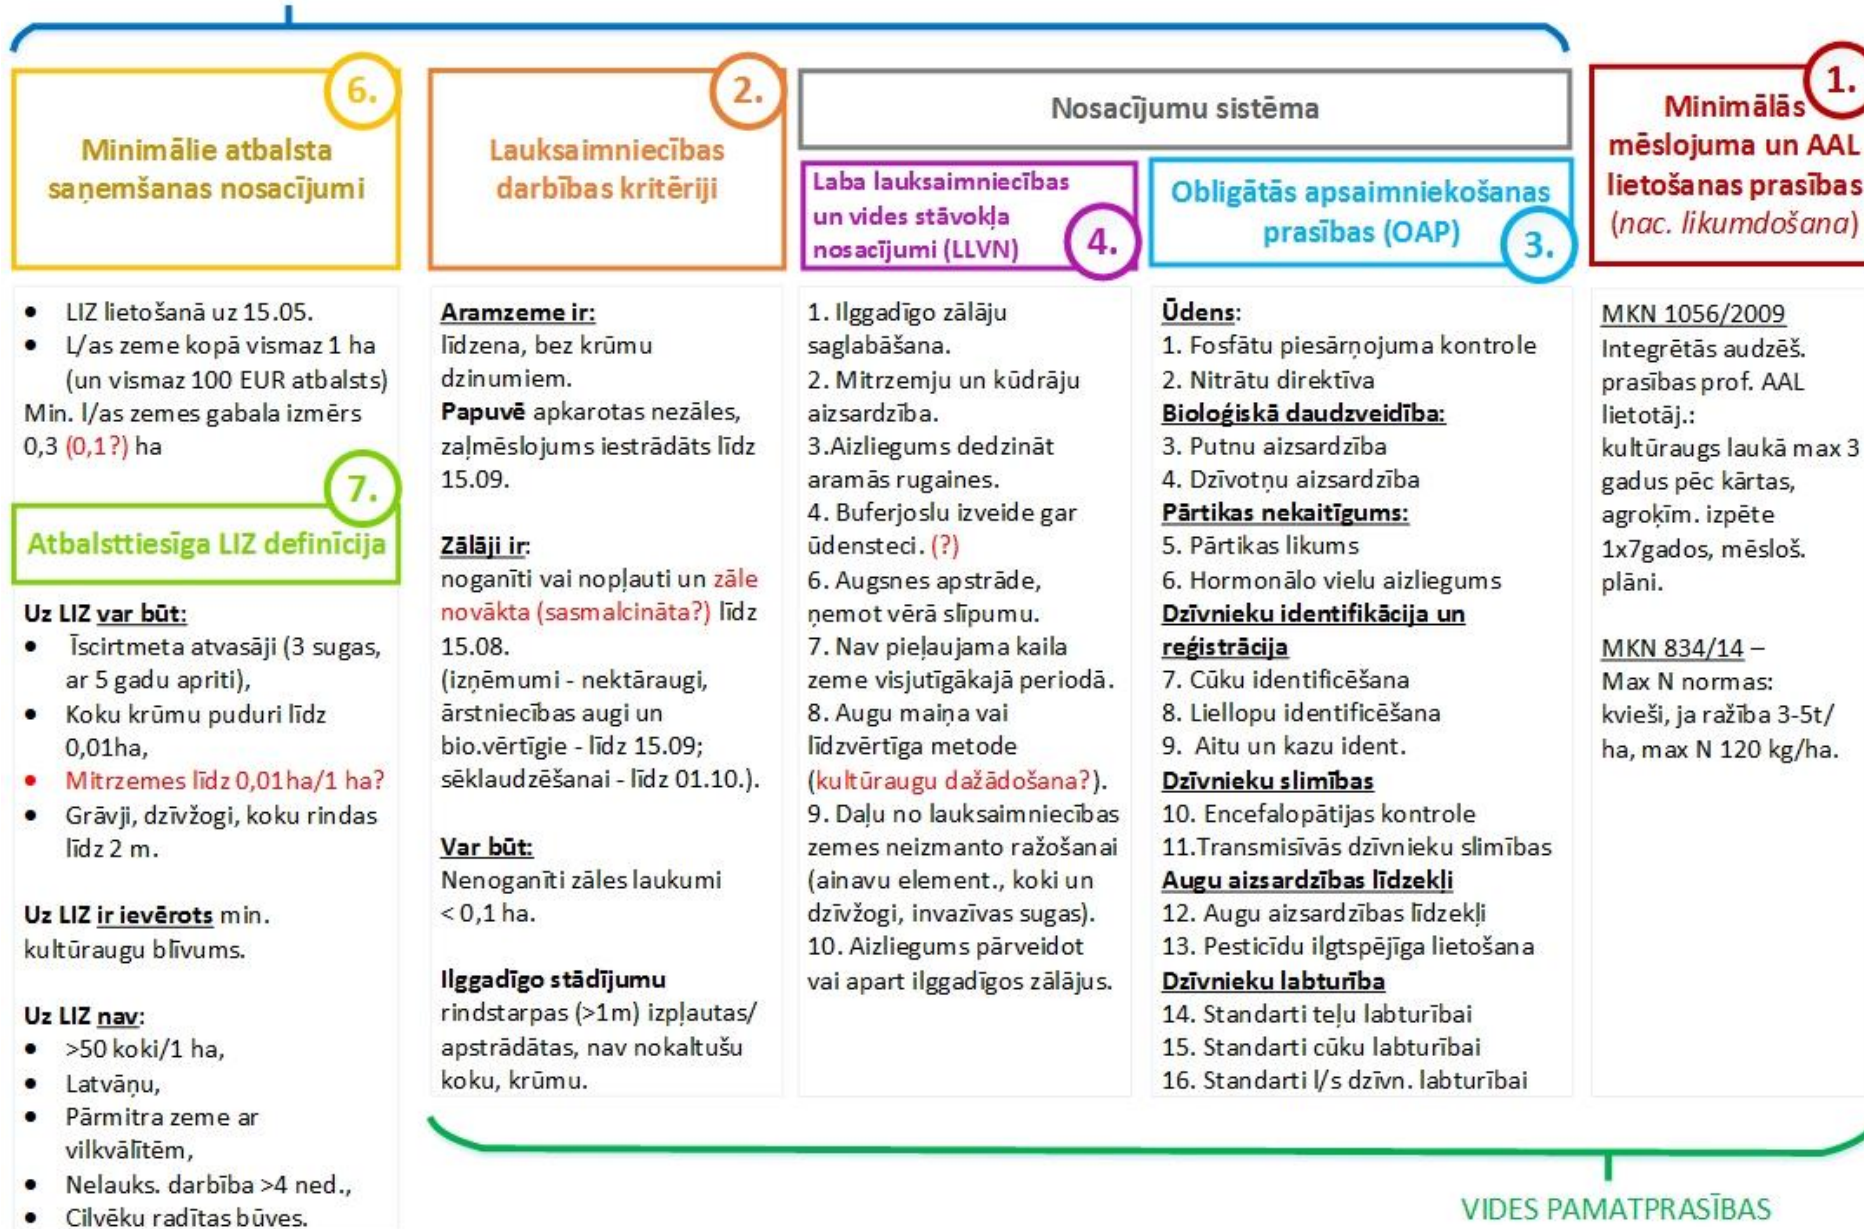 6.
Minimālie atbalsta
saņemšanas nosacījumi
LIZ lietošanā uz 15.05.
L/as zeme kopā vismaz 1 ha
(un vismaz 100 EUR atbalsts)
Min. l/as zemes gabala izmērs
0,3 (0,1?) ha
7.
Atbalsttiesīga LIZ definīcija
Uz LIZ var būt:
Īscirtmeta atvasāji (3 sugas,
ar 5 gadu apriti),
Koku krūmu puduri līdz
0,01ha,
Mitrzemes līdz 0,01ha/1 ha?
Grāvji, dzīvžogi, koku rindas
līdz 2 m.
Uz LIZ ir ievērots min.
kultūraugu blīvums.
Uz LIZ nav:
>50 koki/1 ha,
Latvāņu,
Pārmitra zeme ar
vilkvālītēm,
Nelauks. darbība >4 ned.,
Cilvēku radītas būves.
2.
Lauksaimniecības
darbības kritēriji
Aramzeme ir:
līdzena, bez krūmu
dzinumiem.
Papuvē apkarotas nezāles,
zaļmēslojums iestrādāts līdz
15.09.
Zālāji ir:
noganīti vai nopļauti un zāle
novākta (sasmalcināta?) līdz
15.08.
(izņēmumi - nektāraugi,
ārstniecības augi un
bio.vērtīgie - līdz 15.09;
sēklaudzēšanai - līdz 01.10.).
Var būt:
Nenoganīti zāles laukumi
< 0,1 ha.
Ilggadīgo stādījumu
rindstarpas (>1m) izpļautas/
apstrādātas, nav nokaltušu
koku, krūmu.
Nosacījumu sistēma
Laba lauksaimniecības
un vides stāvokļa
nosacījumi (LLVN)
4.
1. Ilggadīgo zālāju
saglabāšana.
2. Mitrzemju un kūdrāju
aizsardzība.
3.Aizliegums dedzināt
aramās rugaines.
4. Buferjoslu izveide gar
ūdensteci. (?)
6. Augsnes apstrāde,
ņemot vērā slīpumu.
7. Nav pieļaujama kaila
zeme visjutīgākajā periodā.
8. Augu maiņa vai
līdzvērtīga metode
(kultūraugu dažādošana?).
9. Daļu no lauksaimniecības
zemes neizmanto ražošanai
(ainavu element., koki un
dzīvžogi, invazīvas sugas).
10. Aizliegums pārveidot
vai apart ilggadīgos zālājus.
Obligātās apsaimniekošanas
prasības (OAP)
3.
Ūdens:
1. Fosfātu piesārņojuma kontrole
2. Nitrātu direktīva
Bioloģiskā daudzveidība:
3. Putnu aizsardzība
4. Dzīvotņu aizsardzība
Pārtikas nekaitīgums:
5. Pārtikas likums
6. Hormonālo vielu aizliegums
Dzīvnieku identifikācija un
reģistrācija
7. Cūku identificēšana
8. Liellopu identificēšana
9. Aitu un kazu ident.
Dzīvnieku slimības
10. Encefalopātijas kontrole
11.Transmisīvās dzīvnieku slimības
Augu aizsardzības līdzekļi
12. Augu aizsardzības līdzekļi
13. Pesticīdu ilgtspējīga lietošana
Dzīvnieku labturība
14. Standarti teļu labturībai
15. Standarti cūku labturībai
16. Standarti l/s dzīvn. labturībai
1.
Minimālās
mēslojuma un AAL
lietošanas prasības
(nac. likumdošana)
MKN 1056/2009
Integrētās audzēš.
prasības prof. AAL
lietotāj.:
kultūraugs laukā max 3
gadus pēc kārtas,
agroķīm. izpēte
1x7gados, mēsloš.
plāni.
MKN 834/14 –
Max N normas:
kvieši, ja ražība 3-5t/
ha, max N 120 kg/ha.
VIDES PAMATPRASĪBAS